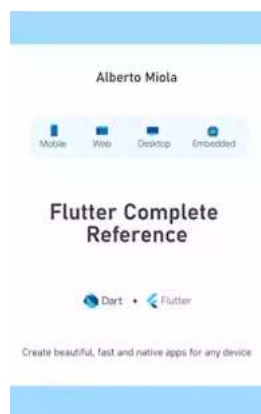 Alberto Miola
Mobile Web Desktop Embedded
Flutter Complete
Reference
Dart • Flutter
Create beautiful, fast and native apps for any device